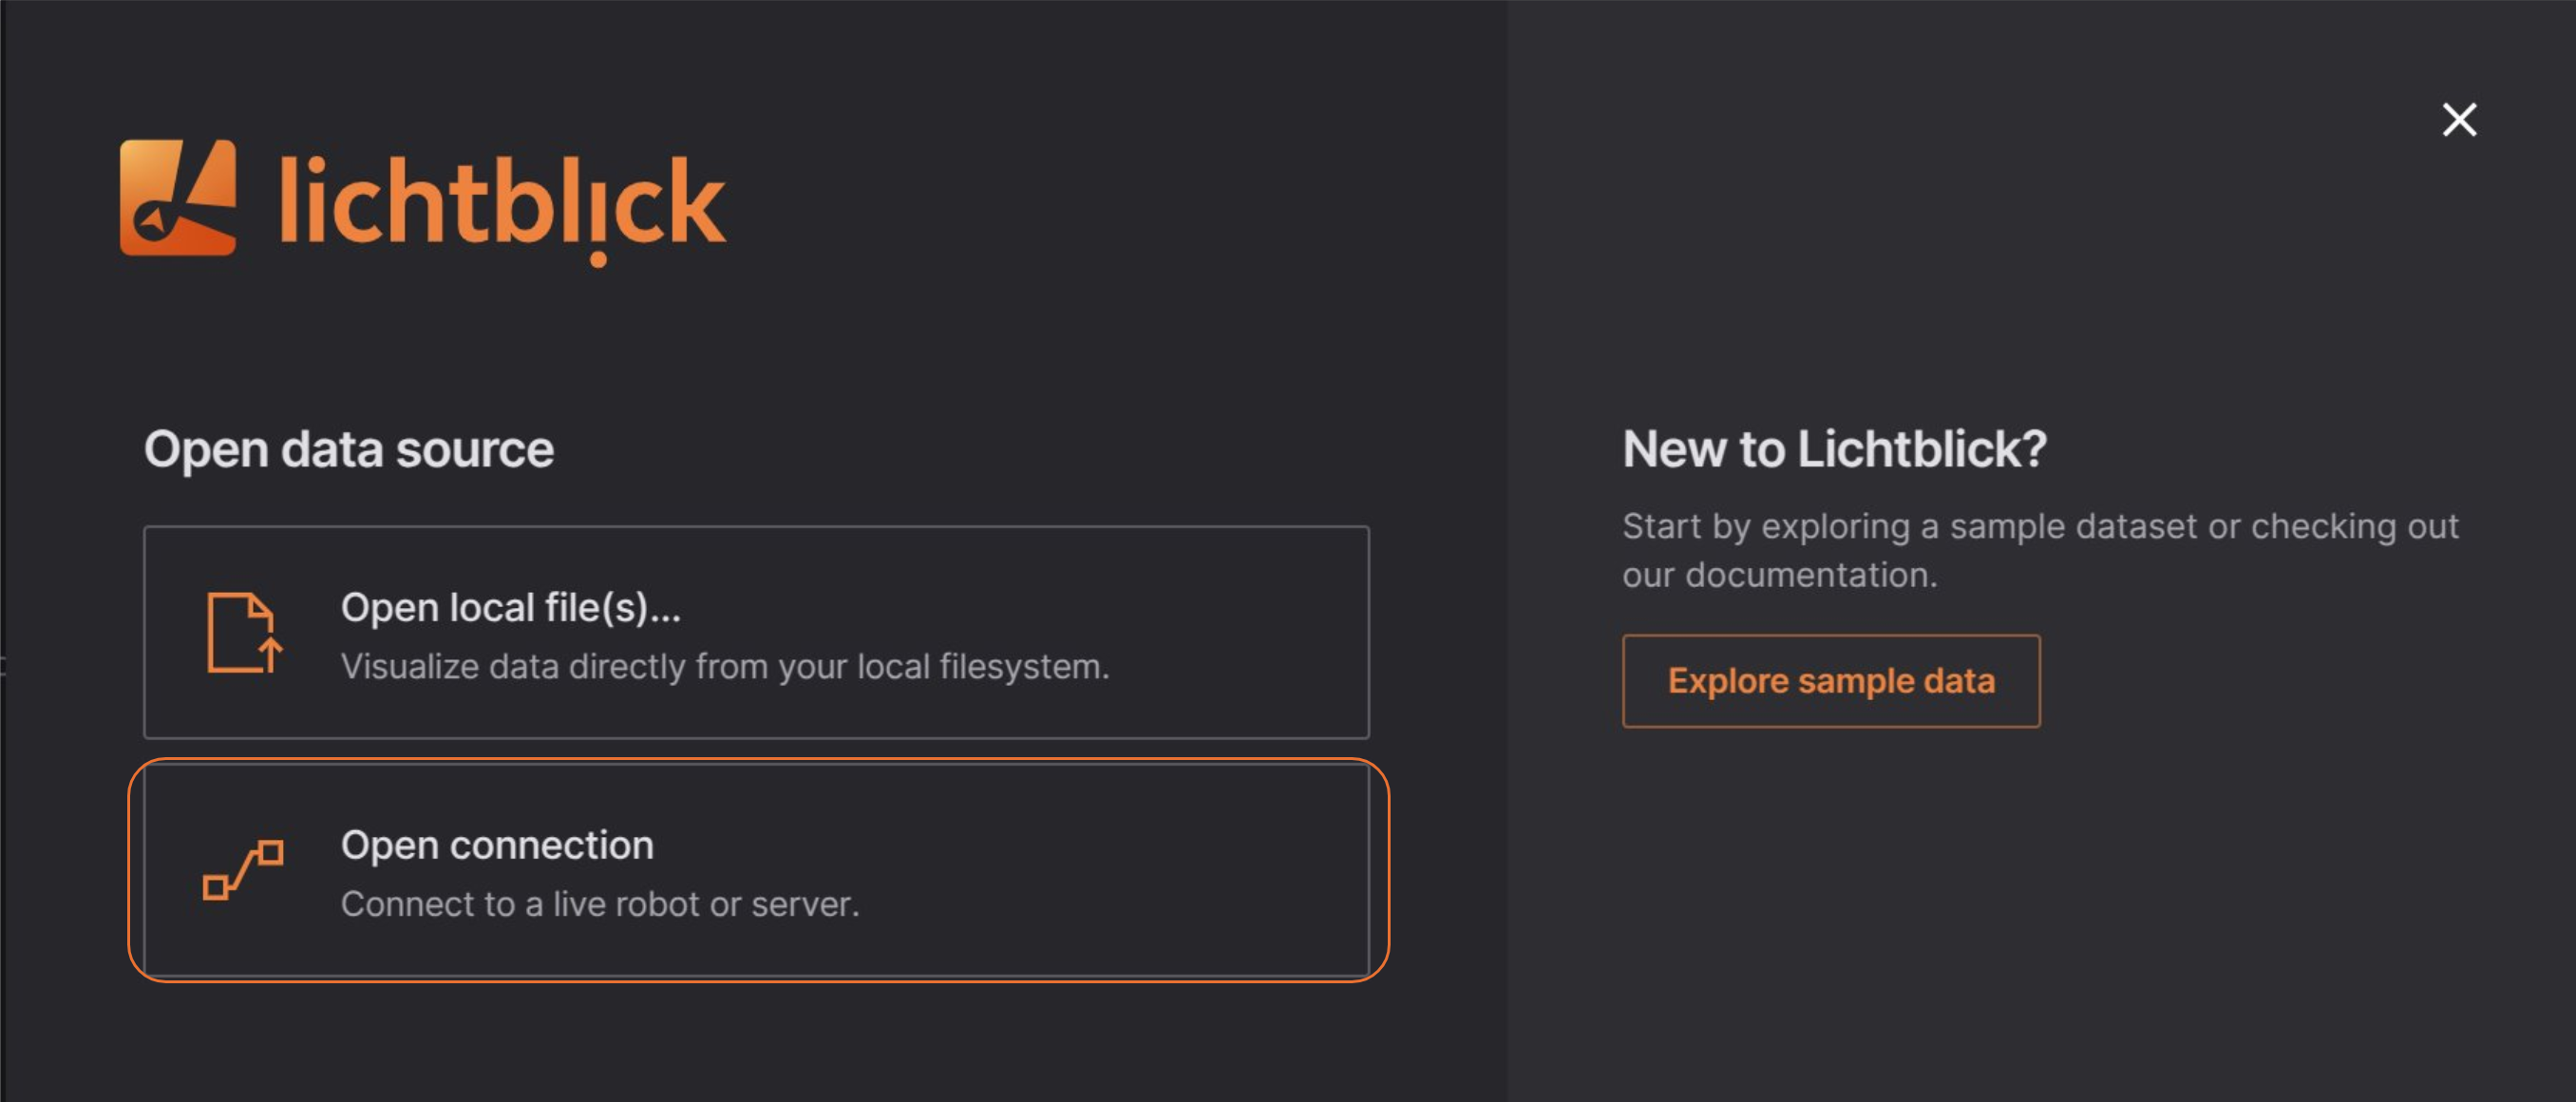 lichtblick
Open data source
Open local file(s)...
Visualize data directly from your local filesystem.
Open connection
Connect to a live robot or server.
New to Lichtblick?
Start by exploring a sample dataset or checking out
our documentation.
Explore sample data